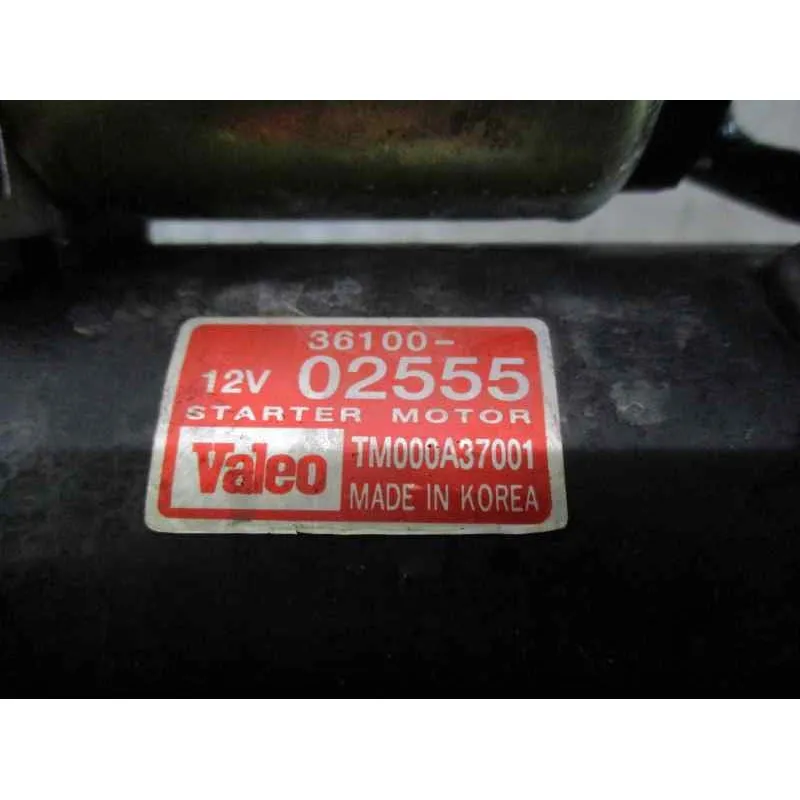 36100-
12V 02555
STARTER MOTOR
Valeo TM000A37001
MADE IN KOREA